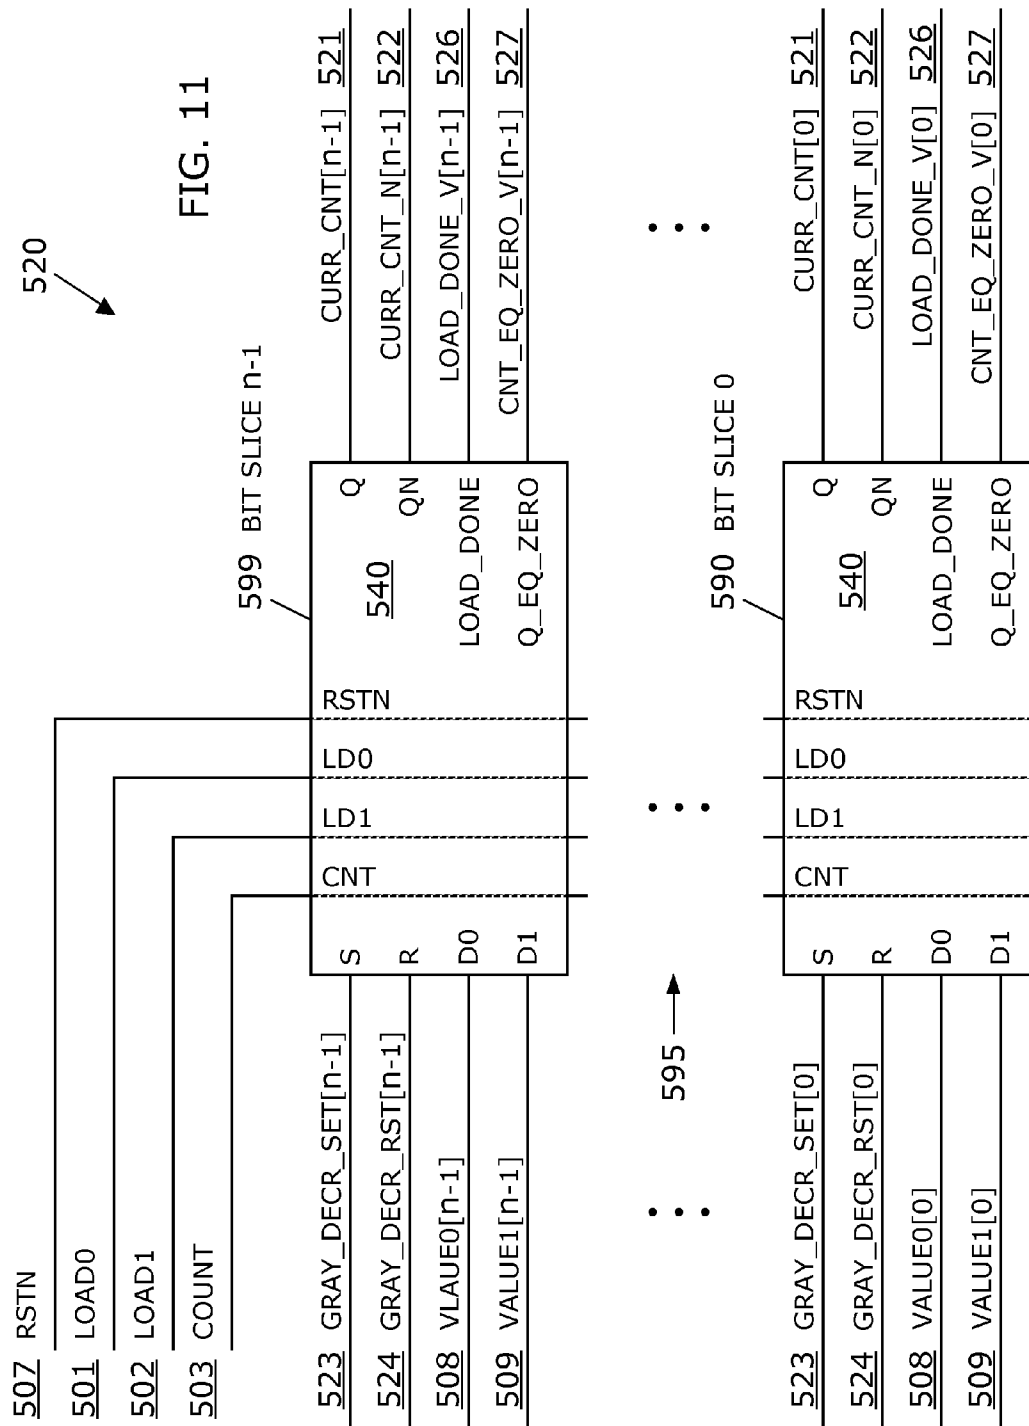 FIG. 11
520
507 RSTN
501 LOAD0
502 LOAD1
503 COUNT
599 BIT SLICE n-1
523 GRAY_DECR_SET[n-1]
524 GRAY_DECR_RST[n-1]
508 VLAUE0[n-1]
509 VALUE1[n-1]
S
R
D0
D1
RSTN
LD0
LD1
CNT
540
Q
QN
LOAD_DONE
Q_EQ_ZERO
CURR_CNT[n-1] 521
CURR_CNT_N[n-1] 522
LOAD_DONE_V[n-1] 526
CNT_EQ_ZERO_V[n-1] 527
595
590 BIT SLICE 0
523 GRAY_DECR_SET[0]
524 GRAY_DECR_RST[0]
508 VALUE0[0]
509 VALUE1[0]
S
R
D0
D1
RSTN
LD0
LD1
CNT
540
Q
QN
LOAD_DONE
Q_EQ_ZERO
CURR_CNT[0] 521
CURR_CNT_N[0] 522
LOAD_DONE_V[0] 526
CNT_EQ_ZERO_V[0] 527